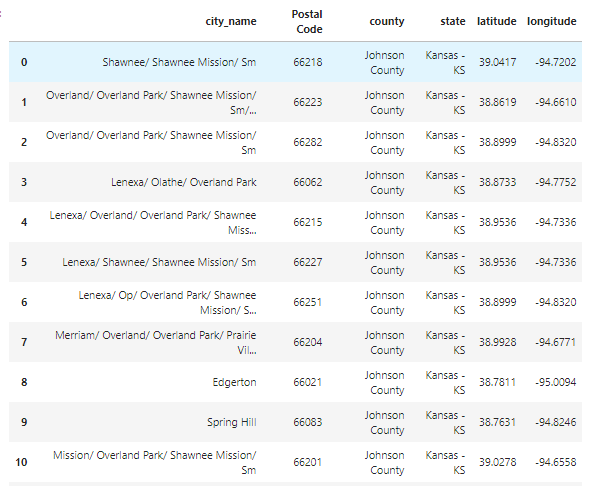 city_name Postal Code county state latitude longitude
0 Shawnee/ Shawnee Mission/ Sm 66218 Johnson County Kansas - KS 39.0417 -94.7202
1 Overland/ Overland Park/ Shawnee Mission/ Sm/... 66223 Johnson County Kansas - KS 38.8619 -94.6610
2 Overland/ Overland Park/ Shawnee Mission/ Sm 66282 Johnson County Kansas - KS 38.8999 -94.8320
3 Lenexa/ Olathe/ Overland Park 66062 Johnson County Kansas - KS 38.8733 -94.7752
4 Lenexa/ Overland/ Overland Park/ Shawnee Miss... 66215 Johnson County Kansas - KS 38.9536 -94.7336
5 Lenexa/ Shawnee/ Shawnee Mission/ Sm 66227 Johnson County Kansas - KS 38.9536 -94.7336
6 Lenexa/ Op/ Overland Park/ Shawnee Mission/ S... 66251 Johnson County Kansas - KS 38.8999 -94.8320
7 Merriam/ Overland/ Overland Park/ Prairie Vil... 66204 Johnson County Kansas - KS 38.9928 -94.6771
8 Edgerton 66021 Johnson County Kansas - KS 38.7811 -95.0094
9 Spring Hill 66083 Johnson County Kansas - KS 38.7631 -94.8246
10 Mission/ Overland Park/ Shawnee Mission/ Sm 66201 Johnson County Kansas - KS 39.0278 -94.6558